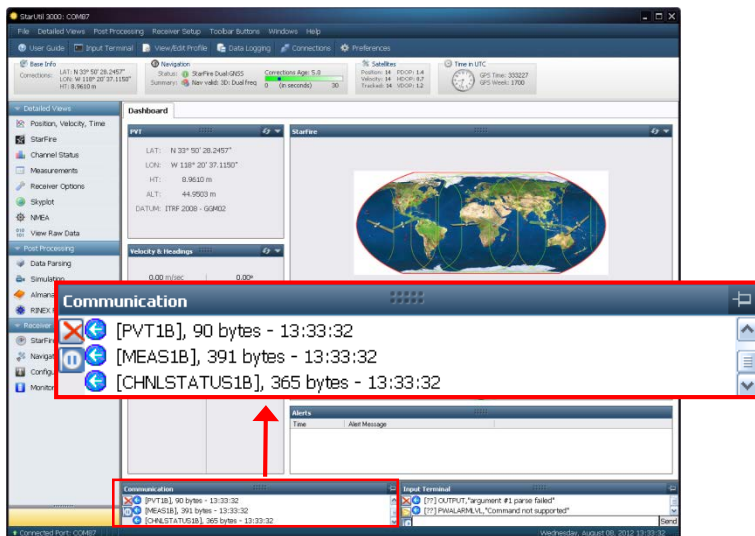 StarUtil 3000: COM87
File Detailed Views Post Processing Receiver Setup Toolbar Buttons Windows Help
User Guide Input Terminal View/Edit Profile Data Logging Connections Preferences
Base Info
Corrections: LAT: N 33° 50' 28.2457"
LON: W 118° 20' 37.1150"
HT: 8.9610 m
Navigation
Status: StarFire Dual-GNSS
Summary: Nav valid: 3D: Dual freq
Corrections Age: 5.0
0 (in seconds) 30
Satellites
Position: 14 PDOP: 1.4
Velocity: 14 HDOP: 0.7
Tracked: 14 VDOP: 1.2
Time in UTC
GPS Time: 333227
GPS Week: 1700
Detailed Views
Position, Velocity, Time
StarFire
Channel Status
Measurements
Receiver Options
Skyplot
NMEA
View Raw Data
Post Processing
Data Parsing
Simulation
Almana
RINEX
Receiver
StarFire
Navigat
Configu
Monitor
Dashboard
PVT
LAT: N 33° 50' 28.2457"
LON: W 118° 20' 37.1150"
HT: 8.9610 m
ALT: 44.9503 m
DATUM: ITRF 2008 - GGM02
Velocity & Headings
0.00 m/sec 0.00°
StarFire
Communication
[PVT1B], 90 bytes - 13:33:32
[MEAS1B], 391 bytes - 13:33:32
[CHNLSTATUS1B], 365 bytes - 13:33:32
Alerts
Time Alert Message
Communication
[PVT1B], 90 bytes - 13:33:32
[MEAS1B], 391 bytes - 13:33:32
[CHNLSTATUS1B], 365 bytes - 13:33:32
Input Terminal
[??] OUTPUT,"argument #1 parse failed"
[??] PWALARMLVL,"Command not supported"
Send
Connected Port: COM87
Wednesday, August 08, 2012 13:33:32